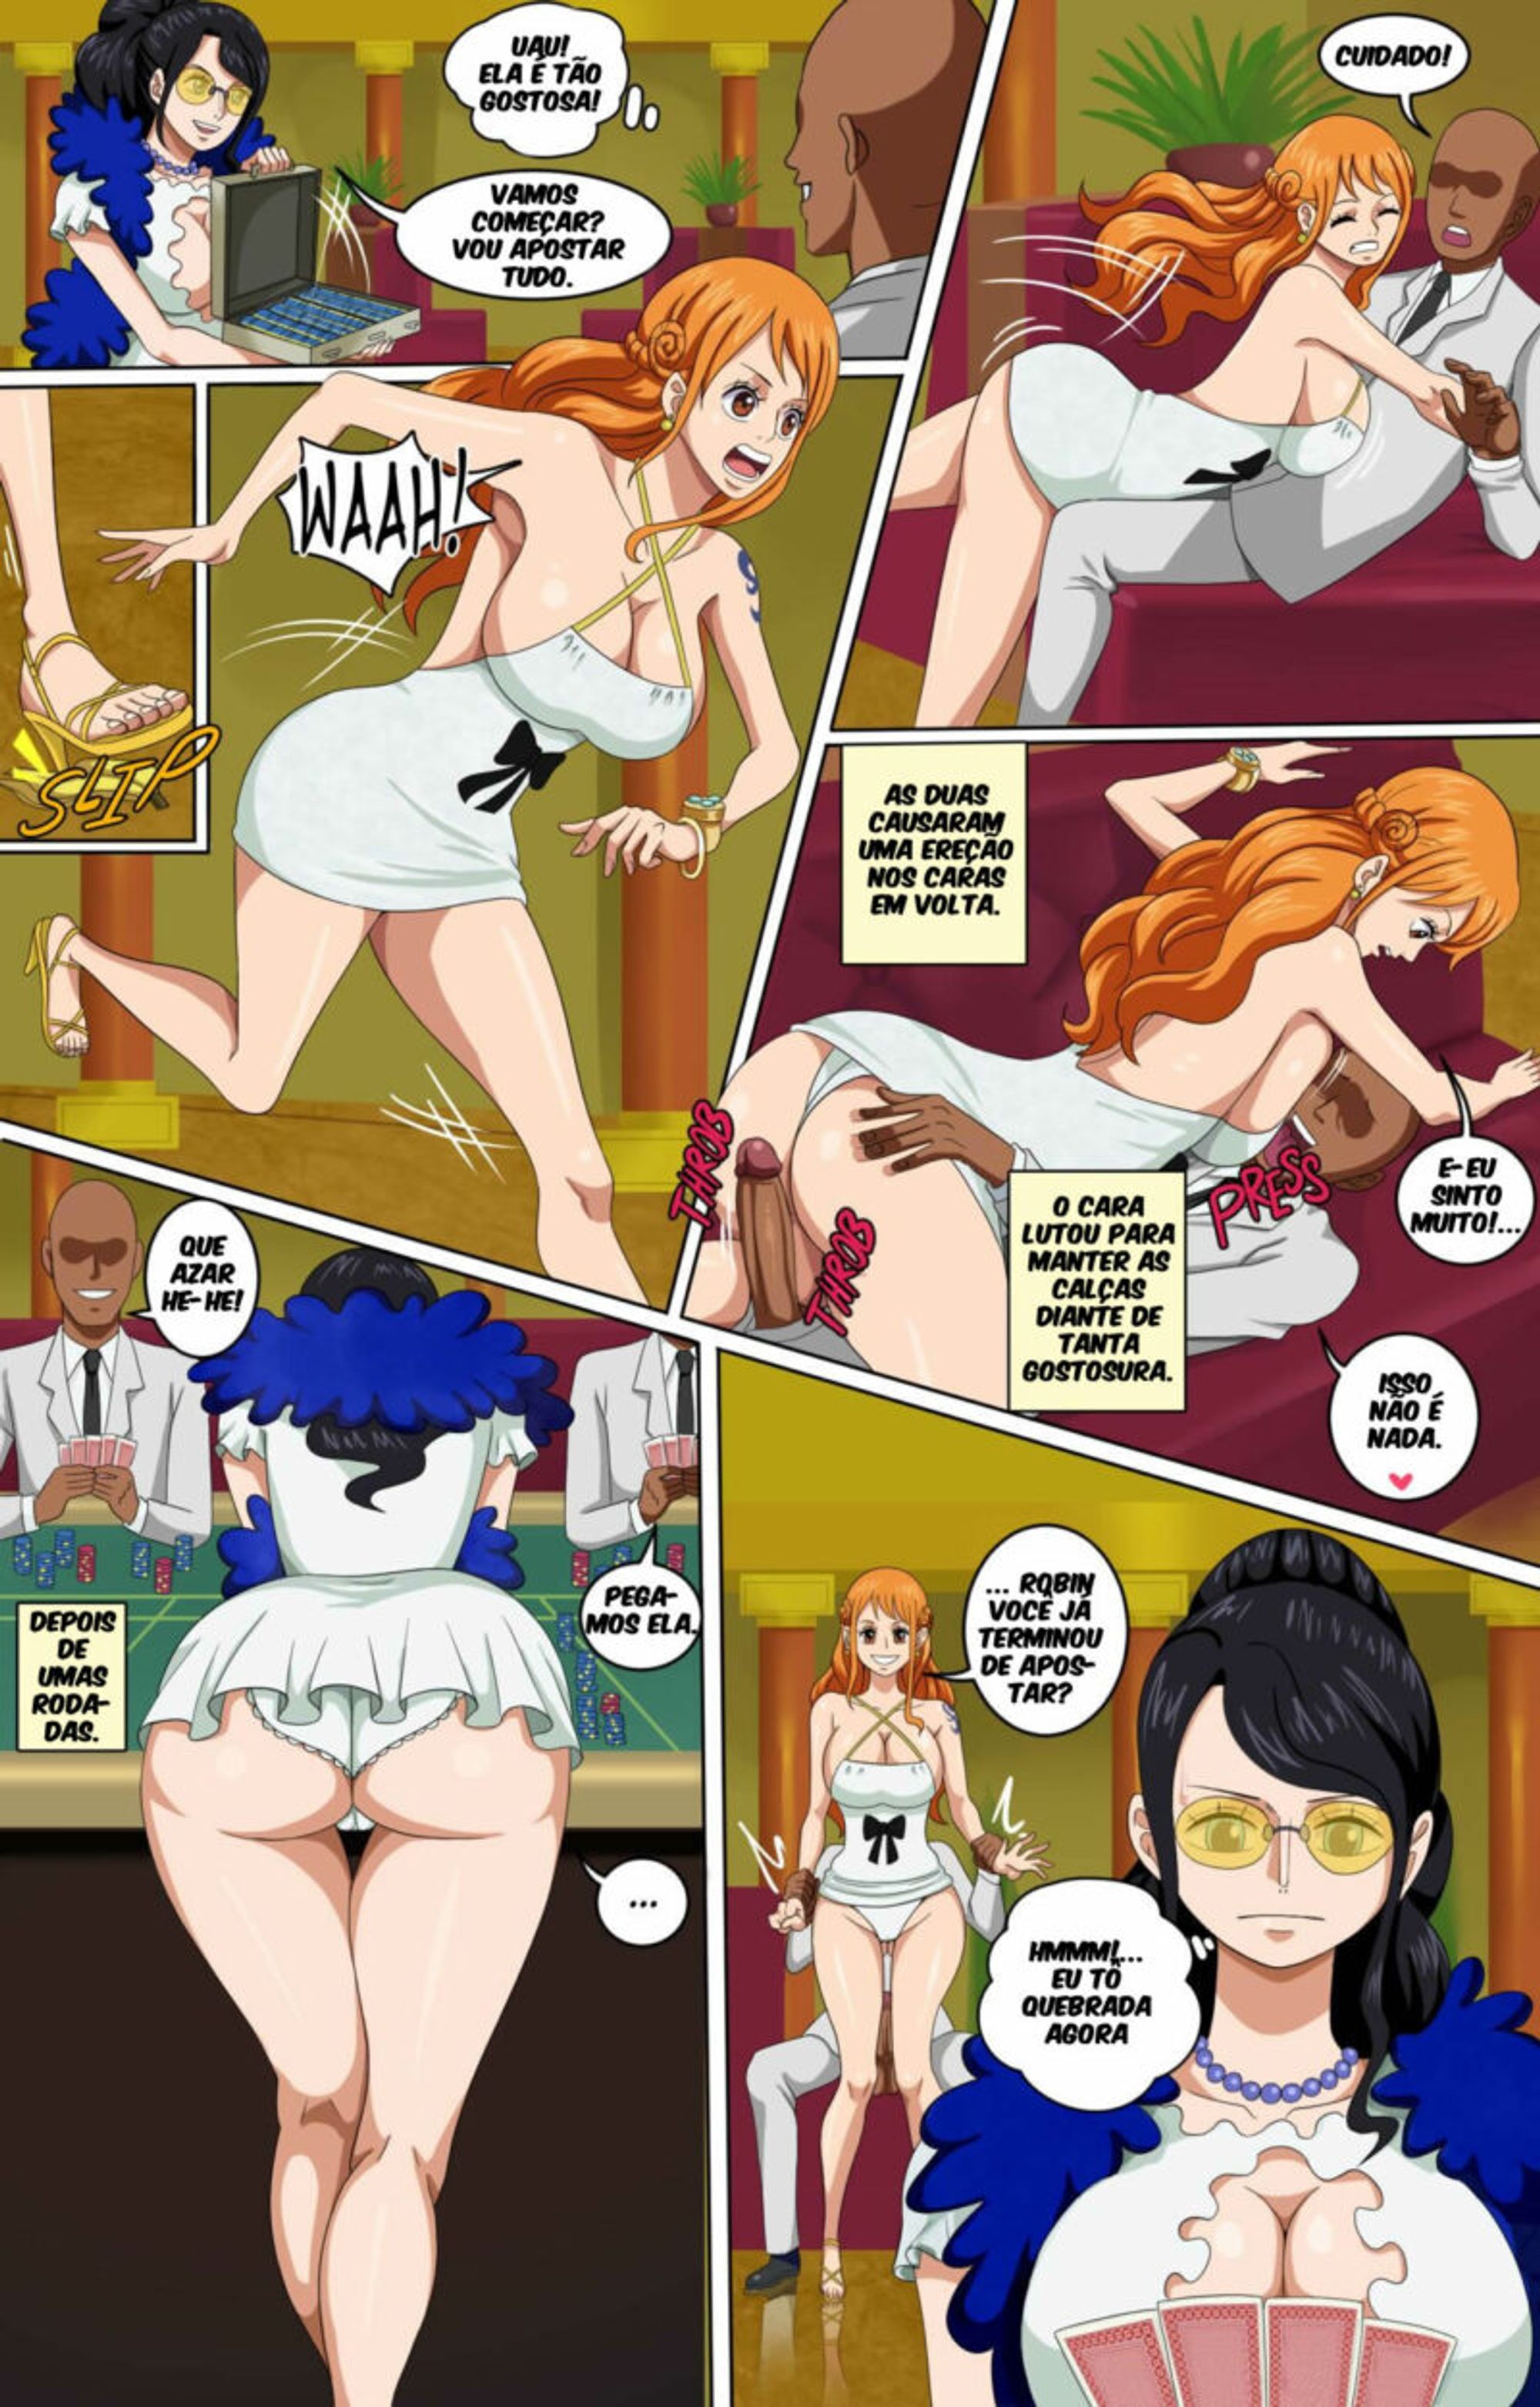 UAU!
ELA É TÃO
GOSTOSA!
VAMOS
COMEÇAR?
VOU APOSTAR
TUDO.
SLIP
WAAH!
CUIDADO!
AS DUAS
CAUSARAM
UMA EREÇÃO
NOS CARAS
EM VOLTA.
THROB
THROB
PRESS
E-EU
SINTO
MUITO!...
O CARA
LUTOU PARA
MANTER AS
CALÇAS
DIANTE DE
TANTA
GOSTOSURA.
ISSO
NÃO É
NADA.
QUE
AZAR
HE-HE!
DEPOIS
DE
UMAS
RODA-
DAS.
PEGA-
MOS ELA.
...
... ROBIN
VOCÊ JÁ
TERMINOU
DE APOS-
TAR?
HMMM!...
EU TÔ
QUEBRADA
AGORA